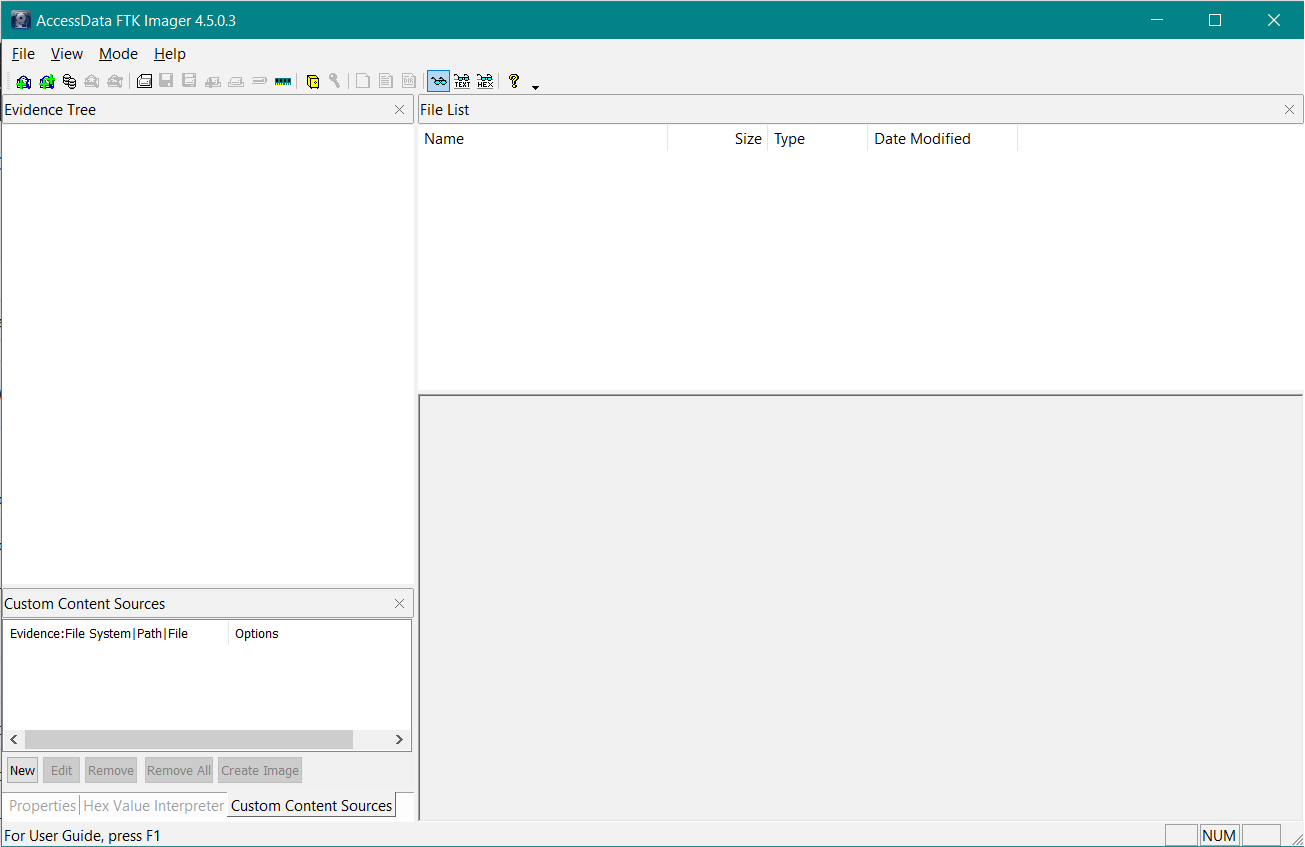 AccessData FTK Imager 4.5.0.3
File View Mode Help
TEXT HEX
Evidence Tree
File List
Name Size Type Date Modified
Custom Content Sources
Evidence:File System|Path|File Options
New Edit Remove Remove All Create Image
Properties Hex Value Interpreter Custom Content Sources
For User Guide, press F1
NUM